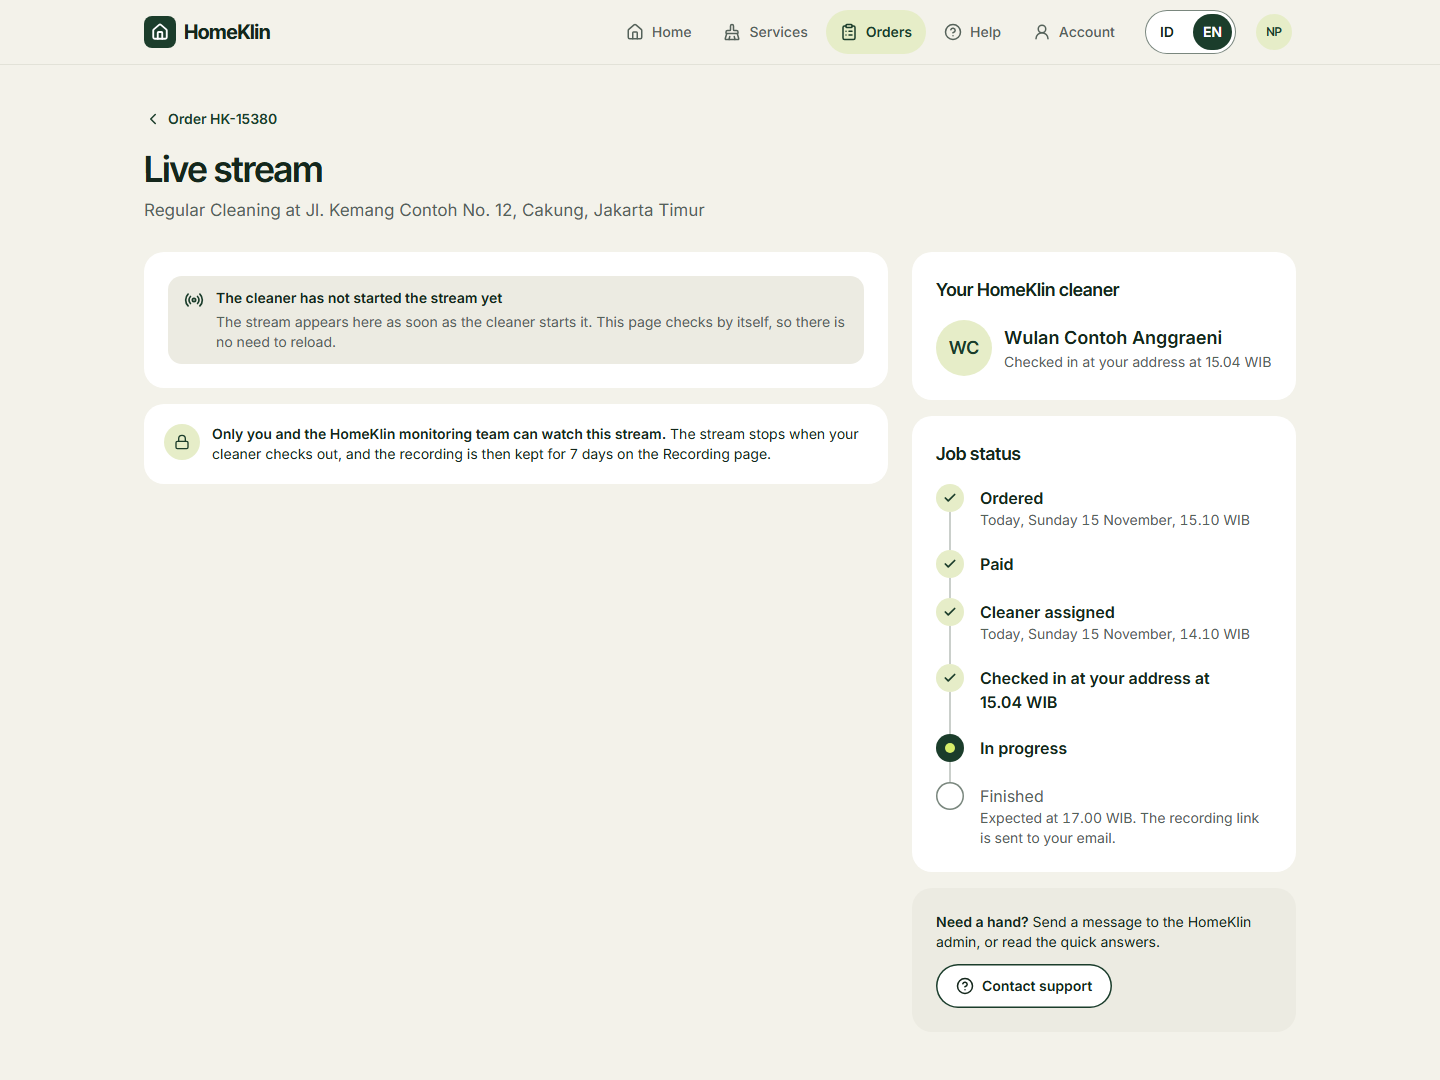 HomeKlin
Home
Services
Orders
Help
Account
ID
EN
NP
Order HK-15380
Live stream
Regular Cleaning at Jl. Kemang Contoh No. 12, Cakung, Jakarta Timur
The cleaner has not started the stream yet
The stream appears here as soon as the cleaner starts it. This page checks by itself, so there is
no need to reload.
Only you and the HomeKlin monitoring team can watch this stream. The stream stops when your
cleaner checks out, and the recording is then kept for 7 days on the Recording page.
Your HomeKlin cleaner
WC
Wulan Contoh Anggraeni
Checked in at your address at 15.04 WIB
Job status
Ordered
Today, Sunday 15 November, 15.10 WIB
Paid
Cleaner assigned
Today, Sunday 15 November, 14.10 WIB
Checked in at your address at
15.04 WIB
In progress
Finished
Expected at 17.00 WIB. The recording link
is sent to your email.
Need a hand? Send a message to the HomeKlin
admin, or read the quick answers.
Contact support